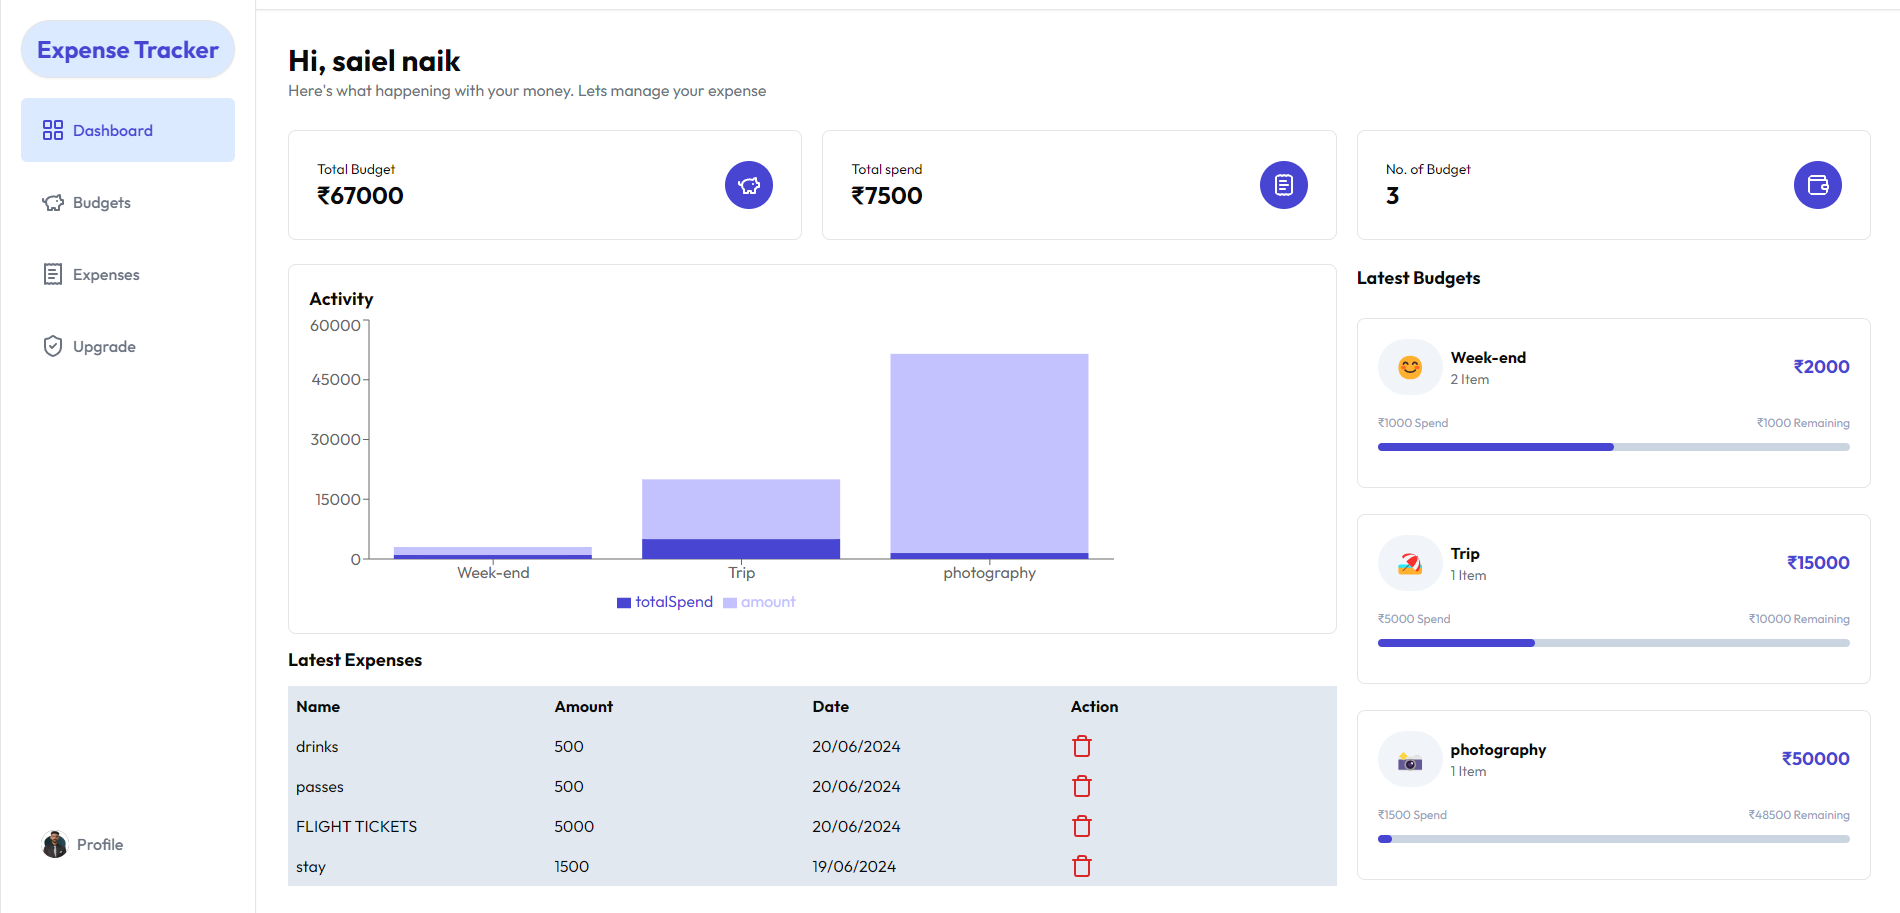 Expense Tracker
Dashboard
Budgets
Expenses
Upgrade
Profile
Hi, saiel naik
Here's what happening with your money. Lets manage your expense
Total Budget
₹67000
Total spend
₹7500
No. of Budget
3
Activity
60000
45000
30000
15000
0
Week-end Trip photography
totalSpend amount
Latest Expenses
Name Amount Date Action
drinks 500 20/06/2024
passes 500 20/06/2024
FLIGHT TICKETS 5000 20/06/2024
stay 1500 19/06/2024
Latest Budgets
Week-end
2 Item
₹2000
₹1000 Spend ₹1000 Remaining
Trip
1 Item
₹15000
₹5000 Spend ₹10000 Remaining
photography
1 Item
₹50000
₹1500 Spend ₹48500 Remaining